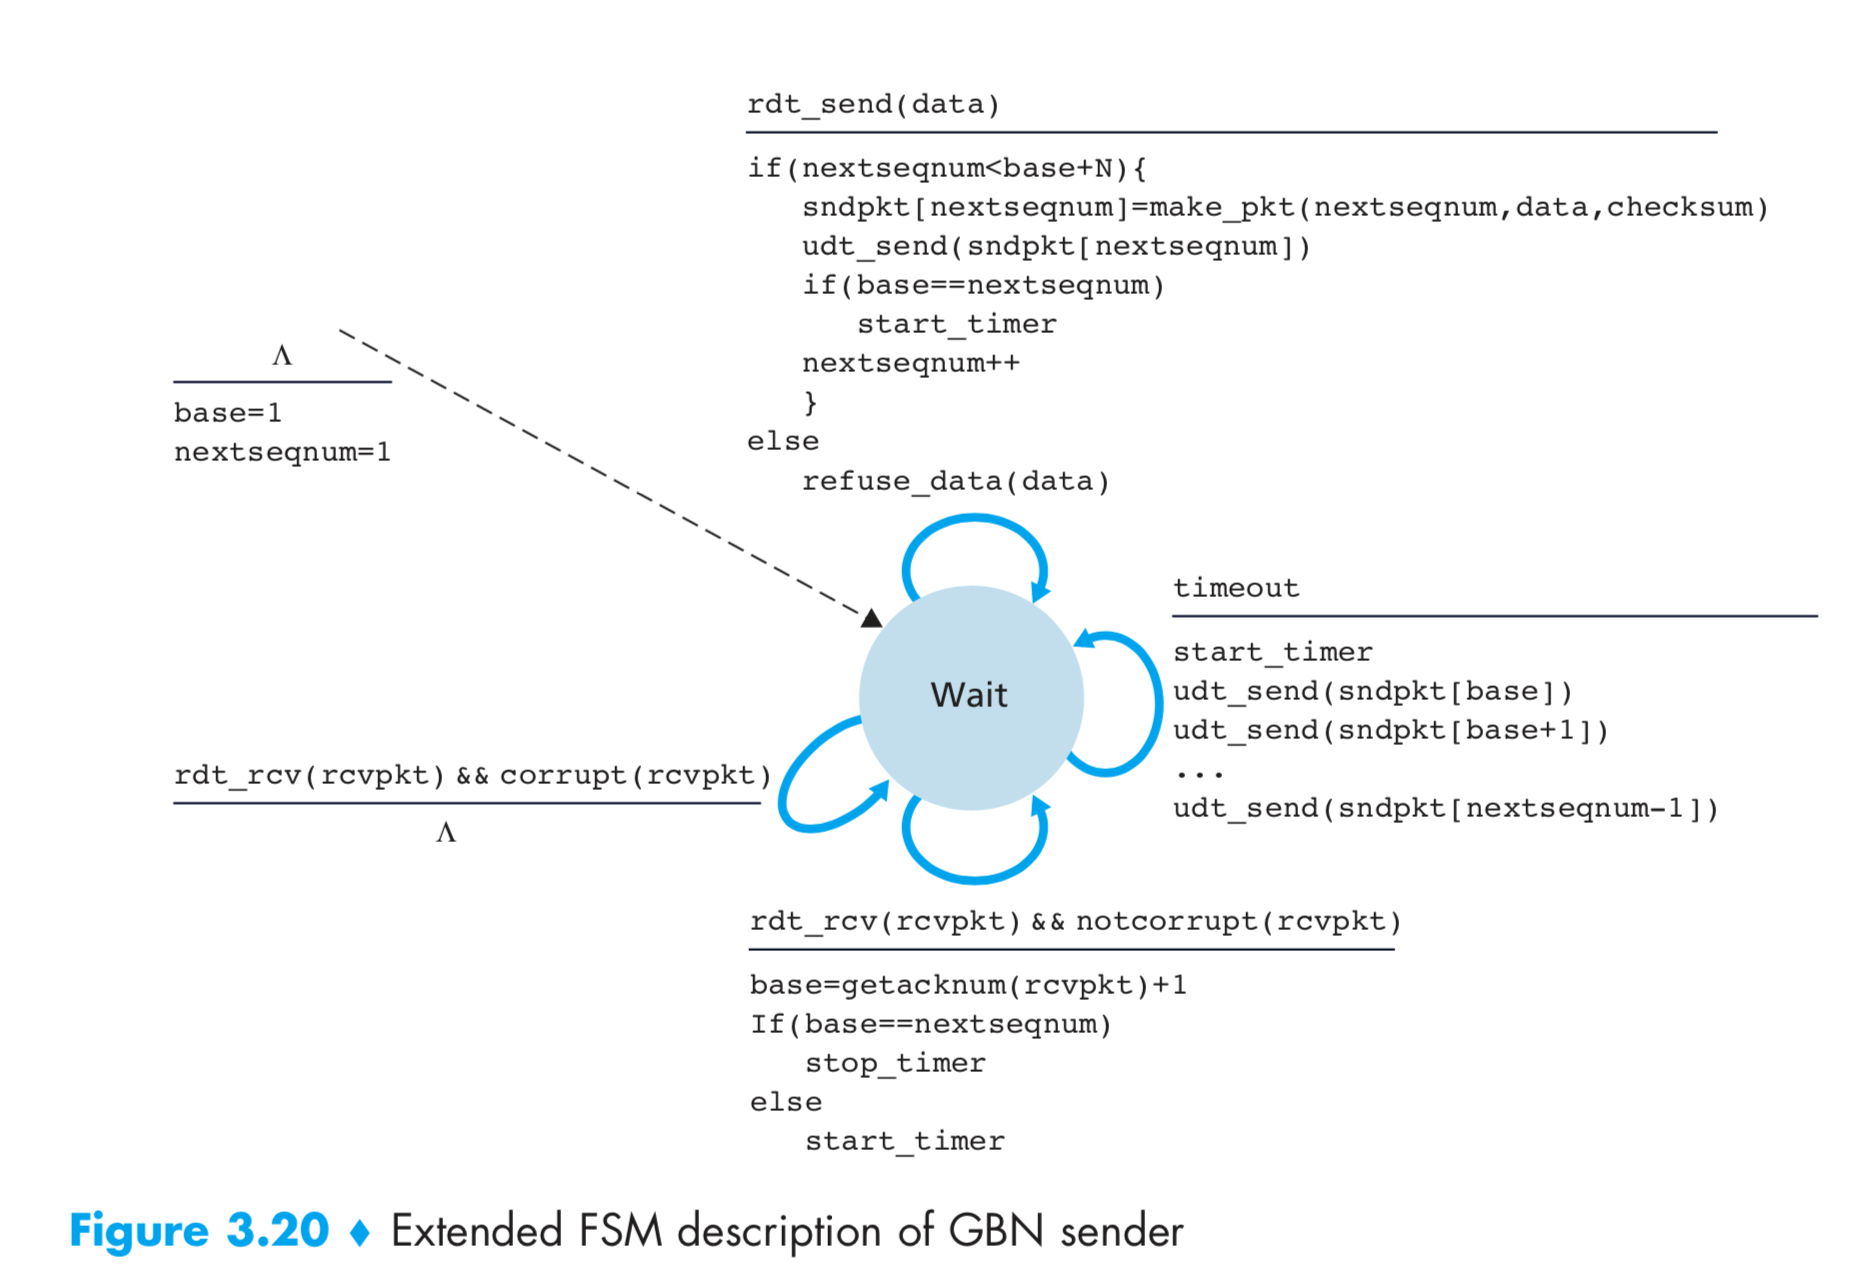 rdt_send(data)
if(nextseqnum<base+N){
sndpkt[nextseqnum]=make_pkt(nextseqnum,data,checksum)
udt_send(sndpkt[nextseqnum])
if(base==nextseqnum)
start_timer
nextseqnum++
}
else
refuse_data(data)
Λ
base=1
nextseqnum=1
Wait
timeout
start_timer
udt_send(sndpkt[base])
udt_send(sndpkt[base+1])
...
udt_send(sndpkt[nextseqnum-1])
rdt_rcv(rcvpkt) && corrupt(rcvpkt)
Λ
rdt_rcv(rcvpkt) && notcorrupt(rcvpkt)
base=getacknum(rcvpkt)+1
If(base==nextseqnum)
stop_timer
else
start_timer
Figure 3.20 ♦ Extended FSM description of GBN sender